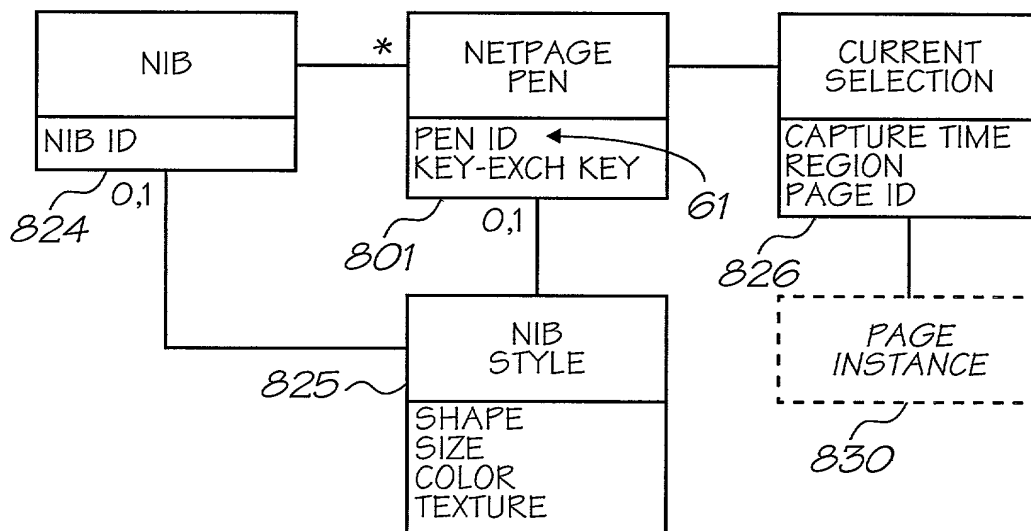 NIB
NIB ID
824
0,1
*
NETPAGE
PEN
PEN ID
KEY-EXCH KEY
61
801
0,1
CURRENT
SELECTION
CAPTURE TIME
REGION
PAGE ID
826
NIB
STYLE
825
SHAPE
SIZE
COLOR
TEXTURE
PAGE
INSTANCE
830